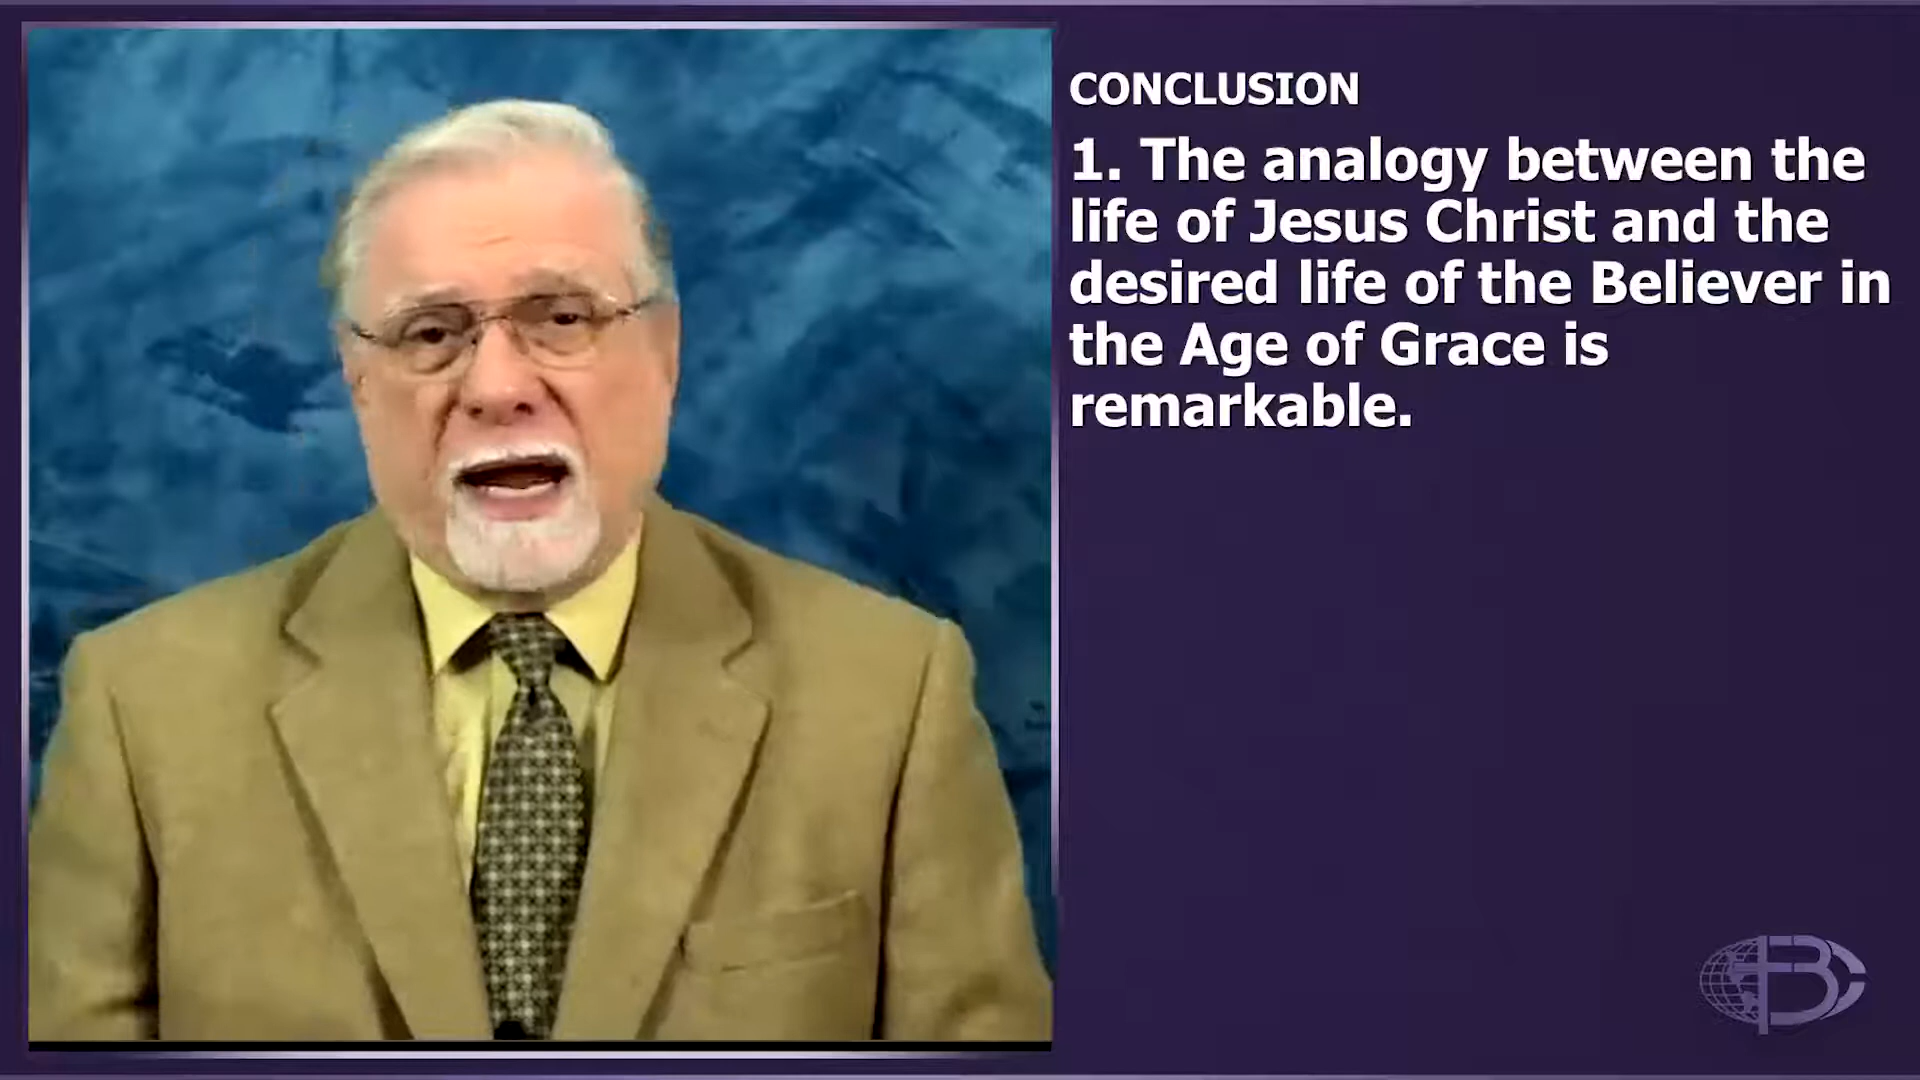 CONCLUSION
1. The analogy between the
life of Jesus Christ and the
desired life of the Believer in
the Age of Grace is
remarkable.